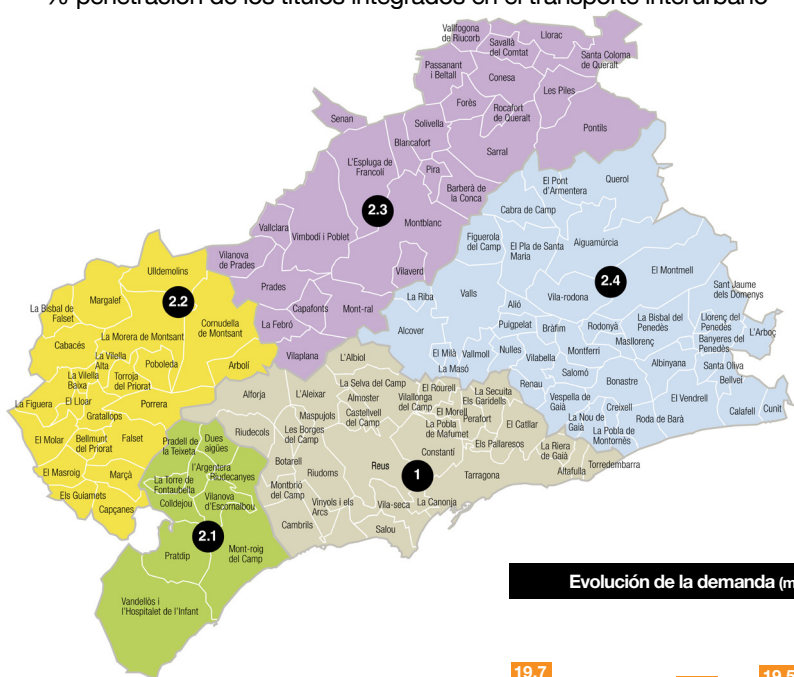 % penetración de los títulos integrados en el transporte interurbano
Vallfogona
de Riucorb
Savallà
del Comtat
Llorac
Santa Coloma
de Queralt
Passanant
i Beltall
Conesa
Les Piles
Forès
Rocafort
de Queralt
Senan
Solivella
Pontils
Blancafort
Sarral
L'Espluga de
Francolí
Pira
Barberà de
la Conca
2.3
Montblanc
Vallclara
Vimbodí i Poblet
Vilanova
de Prades
Vilaverd
Prades
Capafonts
Mont-ral
La Febró
Vilaplana
El Pont
d'Armentera
Querol
Cabra de Camp
Figuerola
del Camp
El Pla de Santa
Maria
Aiguamúrcia
El Montmell
2.4
Sant Jaume
dels Domenys
La Riba
Valls
Alió
Vila-rodona
La Bisbal del
Penedès
Llorenç del
Penedès
L'Arboç
Alcover
Puigpelat
Bràfim
Rodonyà
Masllorenç
Banyeres del
Penedès
El Milà
Vallmoll
Nulles
Vilabella
Montferri
Albinyana
Santa Oliva
La Masó
Salomó
Bellvei
Renau
Bonastre
Vespella de
Gaià
Creixell
El Vendrell
Calafell
Cunit
La Nou de
Gaià
Roda de Barà
La Pobla de
Montornès
Ulldemolins
2.2
Margalef
La Bisbal de
Falset
Cornudella
de Montsant
La Morera de Montsant
Cabacés
La Vilella
Alta
Poboleda
Arbolí
La Vilella
Baixa
Torroja
del Priorat
La Figuera
El Lloar
Porrera
Gratallops
El Molar
Bellmunt
del Priorat
Falset
El Masroig
Marçà
Els Guiamets
Capçanes
L'Albiol
La Selva del Camp
El Rourell
La Secuita
Alforja
L'Aleixar
Almoster
Vilallonga
del Camp
Els Garidells
Maspujols
Castellvell
del Camp
El Morell
Perafort
Riudecols
Les Borges
del Camp
La Pobla
de Mafumet
El Catllar
Botarell
Constantí
Els Pallaresos
La Riera
de Gaià
Reus
1
Riudoms
Tarragona
Altafulla
Torredembarra
Montbrió
del Camp
Vinyols i els
Arcs
Vila-seca
La Canonja
Cambrils
Salou
Pradell de
la Teixeta
Dues
aigües
l'Argentera
Riudecanyes
La Torre de
Fontaubella
Colldejou
Vilanova
d'Escornalbou
2.1
Pratdip
Mont-roig
del Camp
Vandellòs i
l'Hospitalet de l'Infant
Evolución de la demanda (m
19.7
19.5